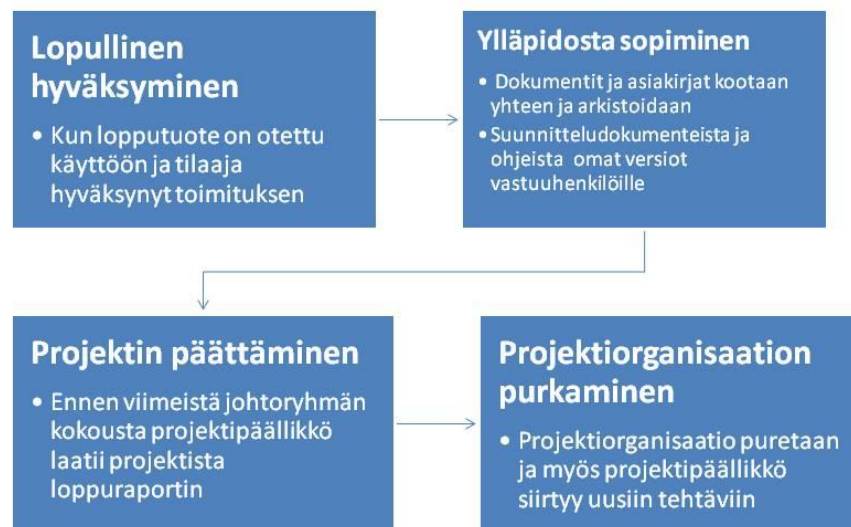 Lopullinen
hyväksyminen
• Kun lopputuote on otettu
käyttöön ja tilaaja
hyväksynyt toimituksen
Ylläpidosta sopiminen
• Dokumentit ja asiakirjat kootaan
yhteen ja arkistoidaan
• Suunnitteludokumenteista ja
ohjeista omat versiot
vastuuhenkilöille
Projektin päättäminen
• Ennen viimeistä johtoryhmän
kokousta projektipäällikkö
laatii projektista
loppuraportin
Projektiorganisaation
purkaminen
• Projektiorganisaatio puretaan
ja myös projektipäällikkö
siirtyy uusiin tehtäviin